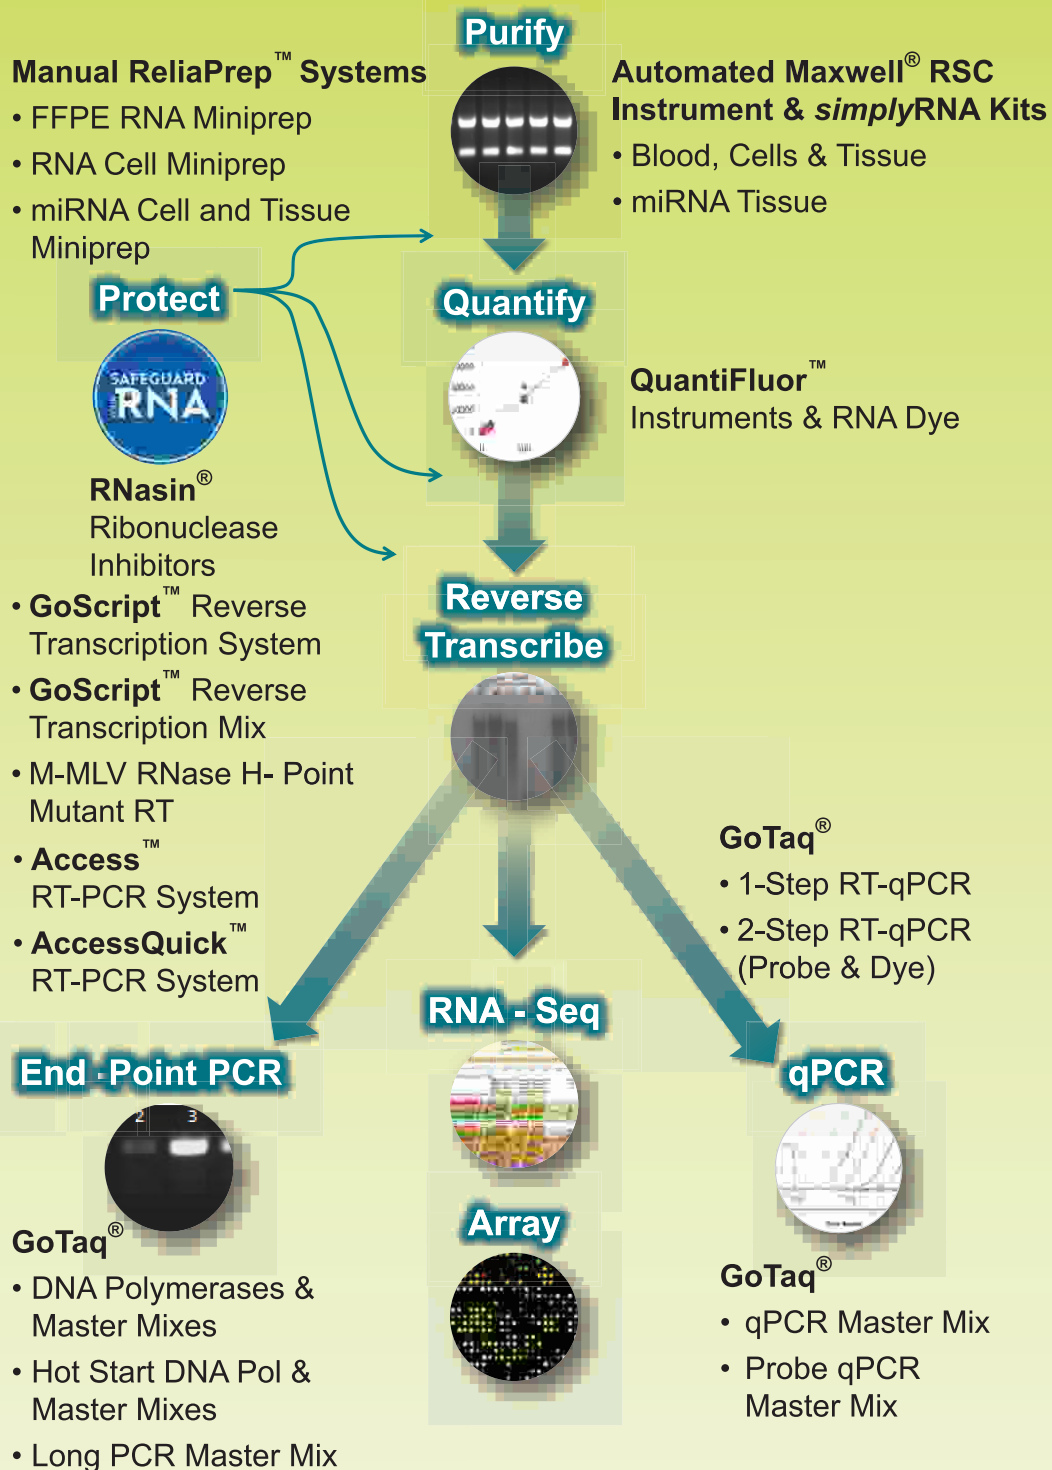 Purify
Manual ReliaPrep™ Systems
• FFPE RNA Miniprep
• RNA Cell Miniprep
• miRNA Cell and Tissue
Miniprep
Automated Maxwell® RSC
Instrument & simplyRNA Kits
• Blood, Cells & Tissue
• miRNA Tissue
Protect
SAFEGUARD
RNA
RNasin®
Ribonuclease
Inhibitors
Quantify
QuantiFluor™
Instruments & RNA Dye
Reverse
Transcribe
• GoScript™ Reverse
Transcription System
• GoScript™ Reverse
Transcription Mix
• M-MLV RNase H- Point
Mutant RT
• Access™
RT-PCR System
• AccessQuick™
RT-PCR System
GoTaq®
• 1-Step RT-qPCR
• 2-Step RT-qPCR
(Probe & Dye)
End -Point PCR
2 3
GoTaq®
• DNA Polymerases &
Master Mixes
• Hot Start DNA Pol &
Master Mixes
• Long PCR Master Mix
RNA - Seq
Array
qPCR
GoTaq®
• qPCR Master Mix
• Probe qPCR
Master Mix